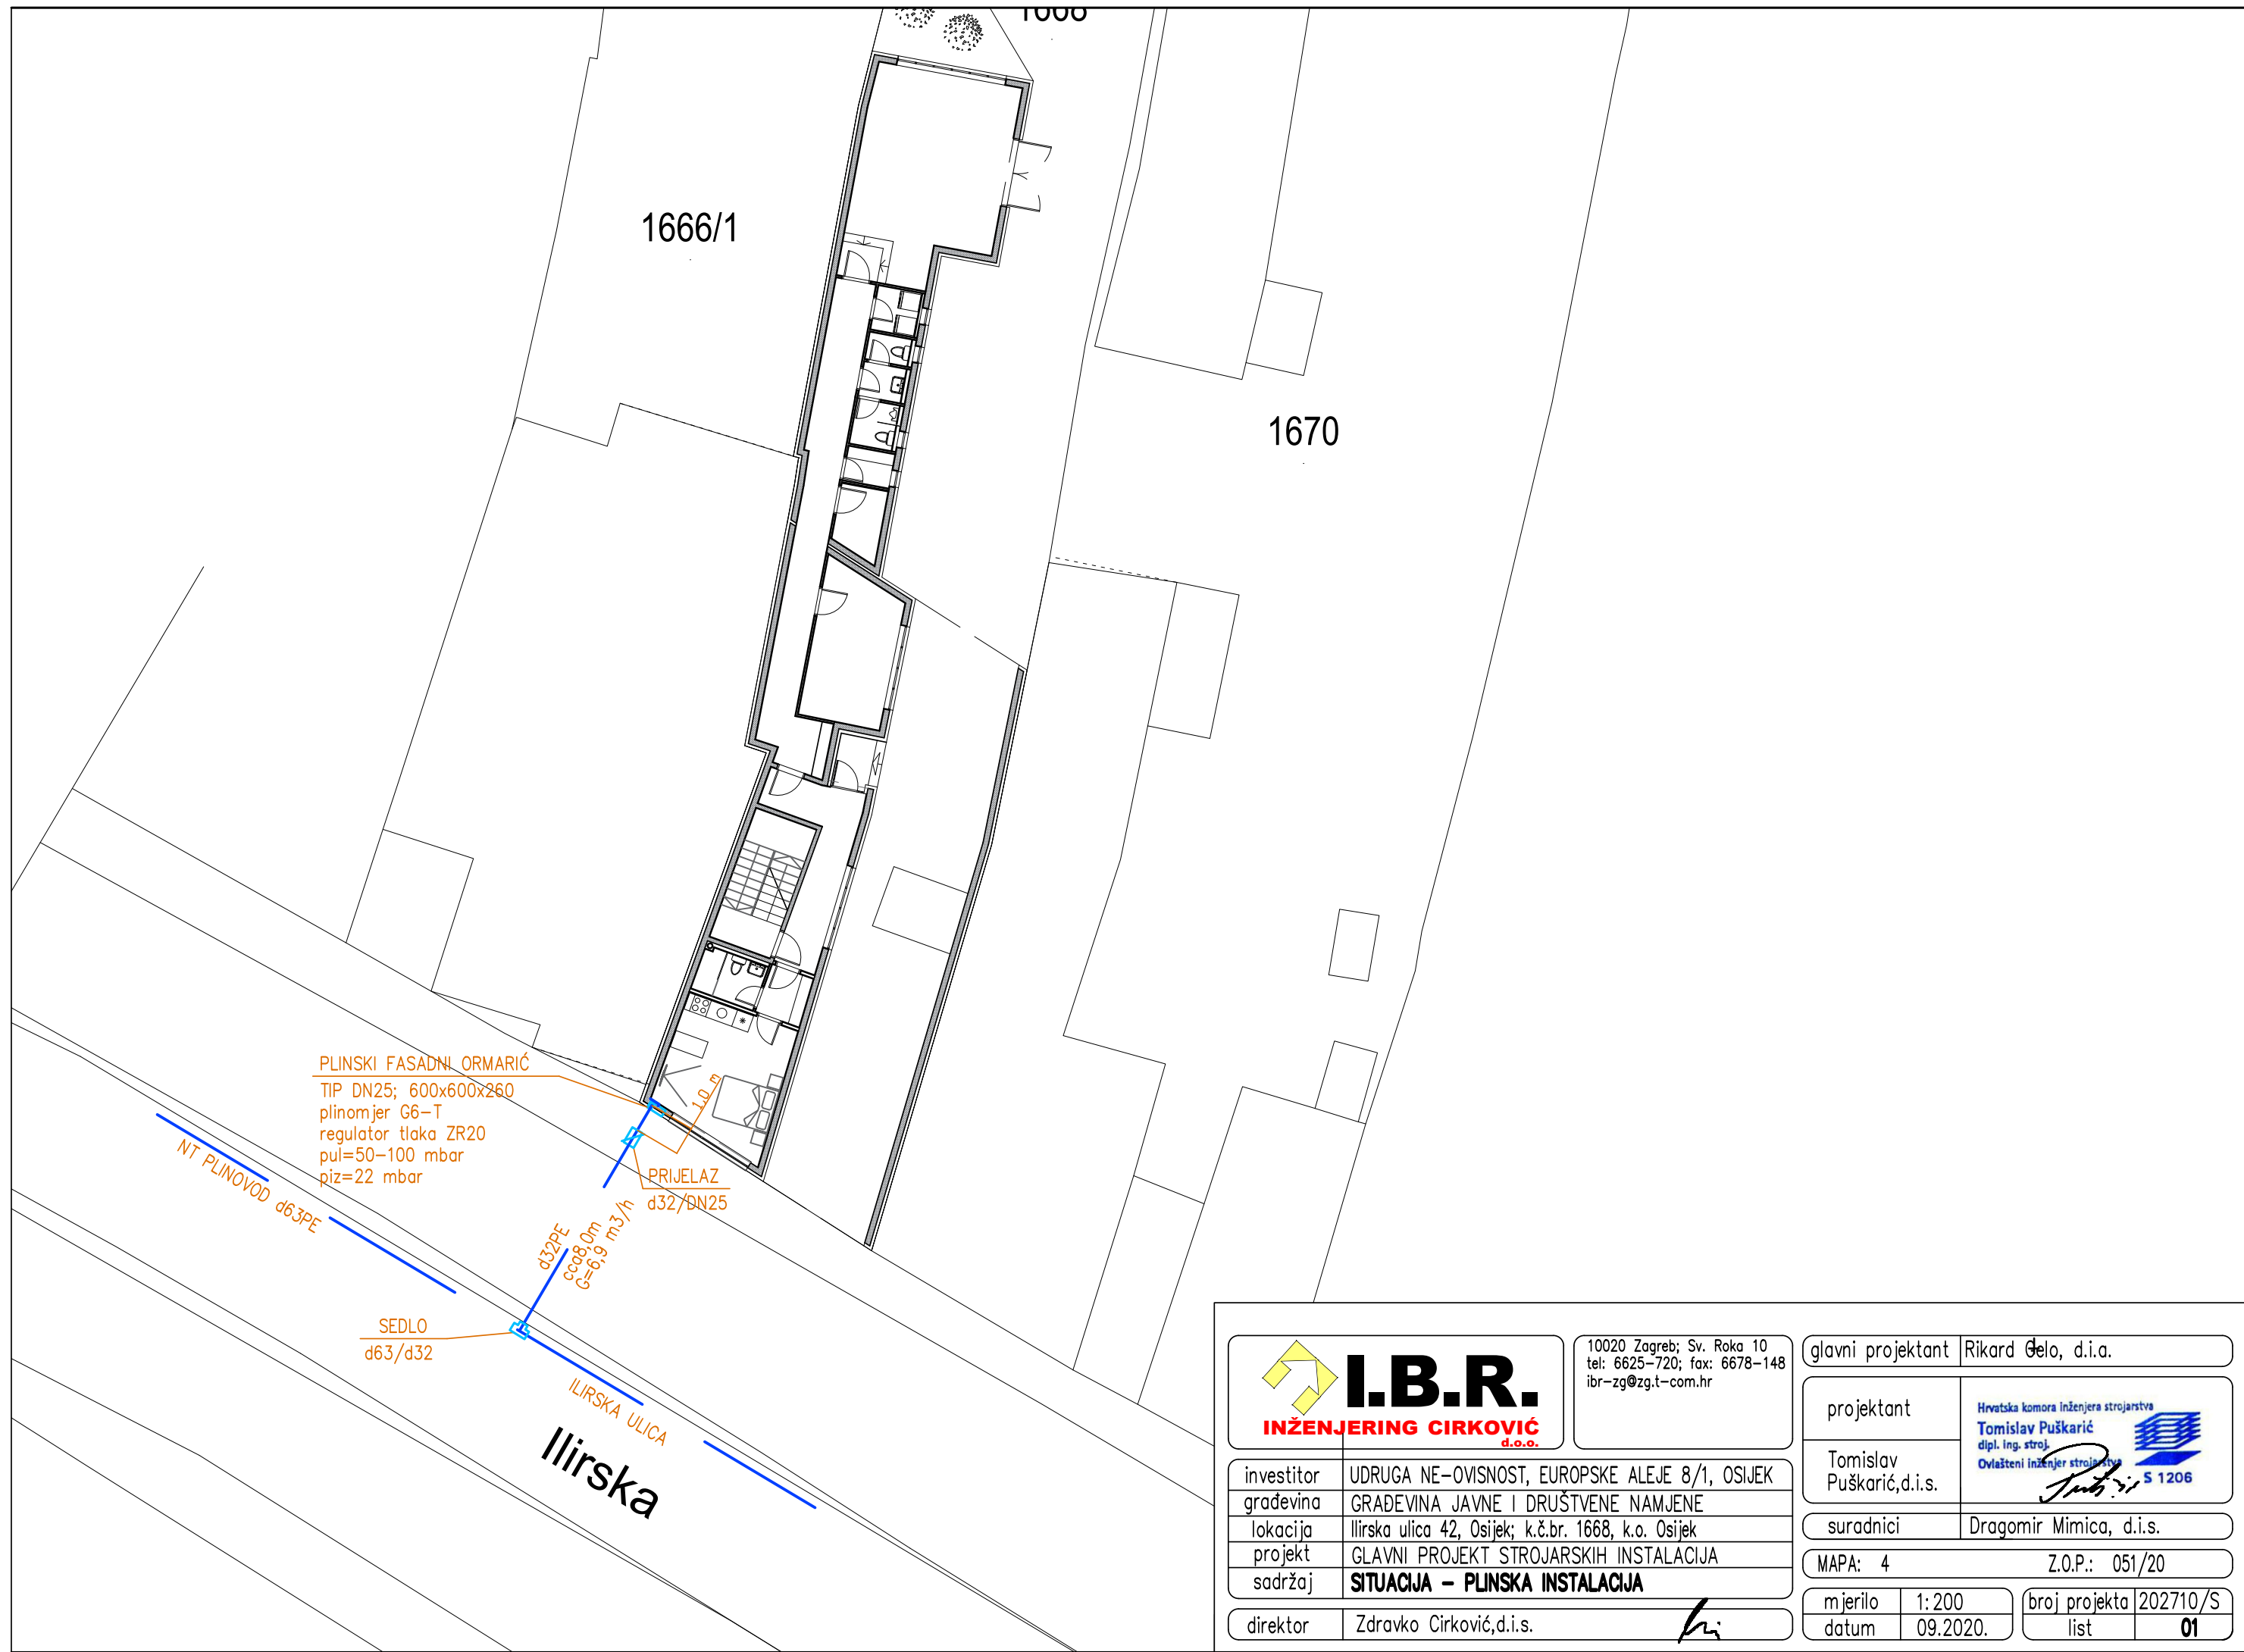 1668
1666/1
1670
PLINSKI FASADNI ORMARIĆ
TIP DN25; 600x600x260
plinomjer G6-T
regulator tlaka ZR20
pul=50-100 mbar
piz=22 mbar
1.0 m
NT PLINOVOD d63PE
PRIJELAZ
d32/DN25
d32PE
cca8,0m
G=6,9 m3/h
SEDLO
d63/d32
ILIRSKA ULICA
Ilirska
I.B.R.
INŽENJERING CIRKOVIĆ
d.o.o.
10020 Zagreb; Sv. Roka 10
tel: 6625-720; fax: 6678-148
ibr-zg@zg.t-com.hr
investitor UDRUGA NE-OVISNOST, EUROPSKE ALEJE 8/1, OSIJEK
građevina GRAĐEVINA JAVNE I DRUŠTVENE NAMJENE
lokacija Ilirska ulica 42, Osijek; k.č.br. 1668, k.o. Osijek
projekt GLAVNI PROJEKT STROJARSKIH INSTALACIJA
sadržaj SITUACIJA - PLINSKA INSTALACIJA
direktor Zdravko Cirković,d.i.s.
glavni projektant Rikard Đelo, d.i.a.
projektant
Tomislav
Puškarić,d.i.s.
Hrvatska komora inženjera strojarstva
Tomislav Puškarić
dipl. ing. stroj.
Ovlašteni inženjer strojarstva
S 1206
suradnici Dragomir Mimica, d.i.s.
MAPA: 4 Z.O.P.: 051/20
mjerilo 1:200
datum 09.2020.
broj projekta 202710/S
list 01